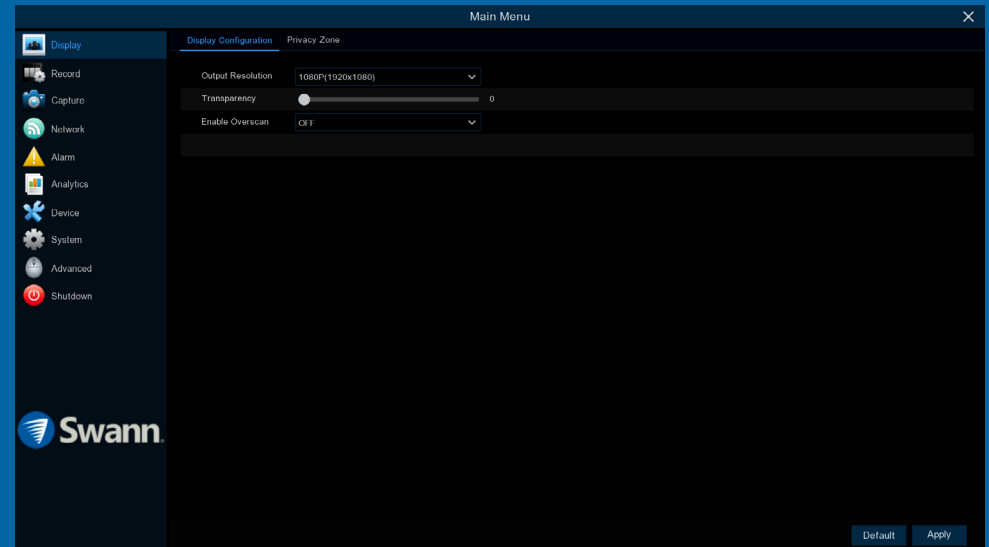 Main Menu
Display
Record
Capture
Network
Alarm
Analytics
Device
System
Advanced
Shutdown
Swann.
Display Configuration Privacy Zone
Output Resolution 1080P(1920x1080)
Transparency 0
Enable Overscan OFF
Default Apply